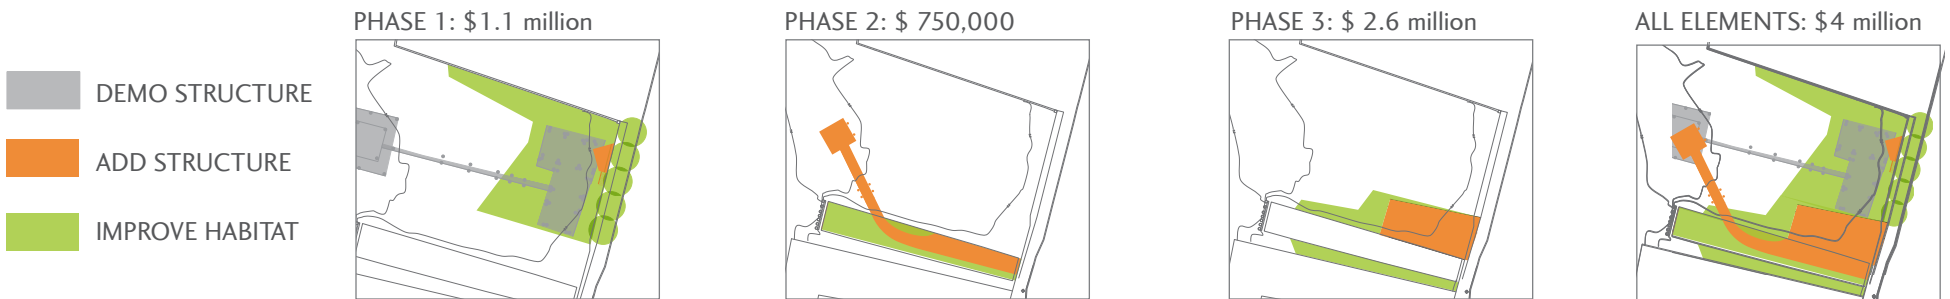 PHASE 1: $1.1 million
PHASE 2: $ 750,000
PHASE 3: $ 2.6 million
ALL ELEMENTS: $4 million
DEMO STRUCTURE
ADD STRUCTURE
IMPROVE HABITAT